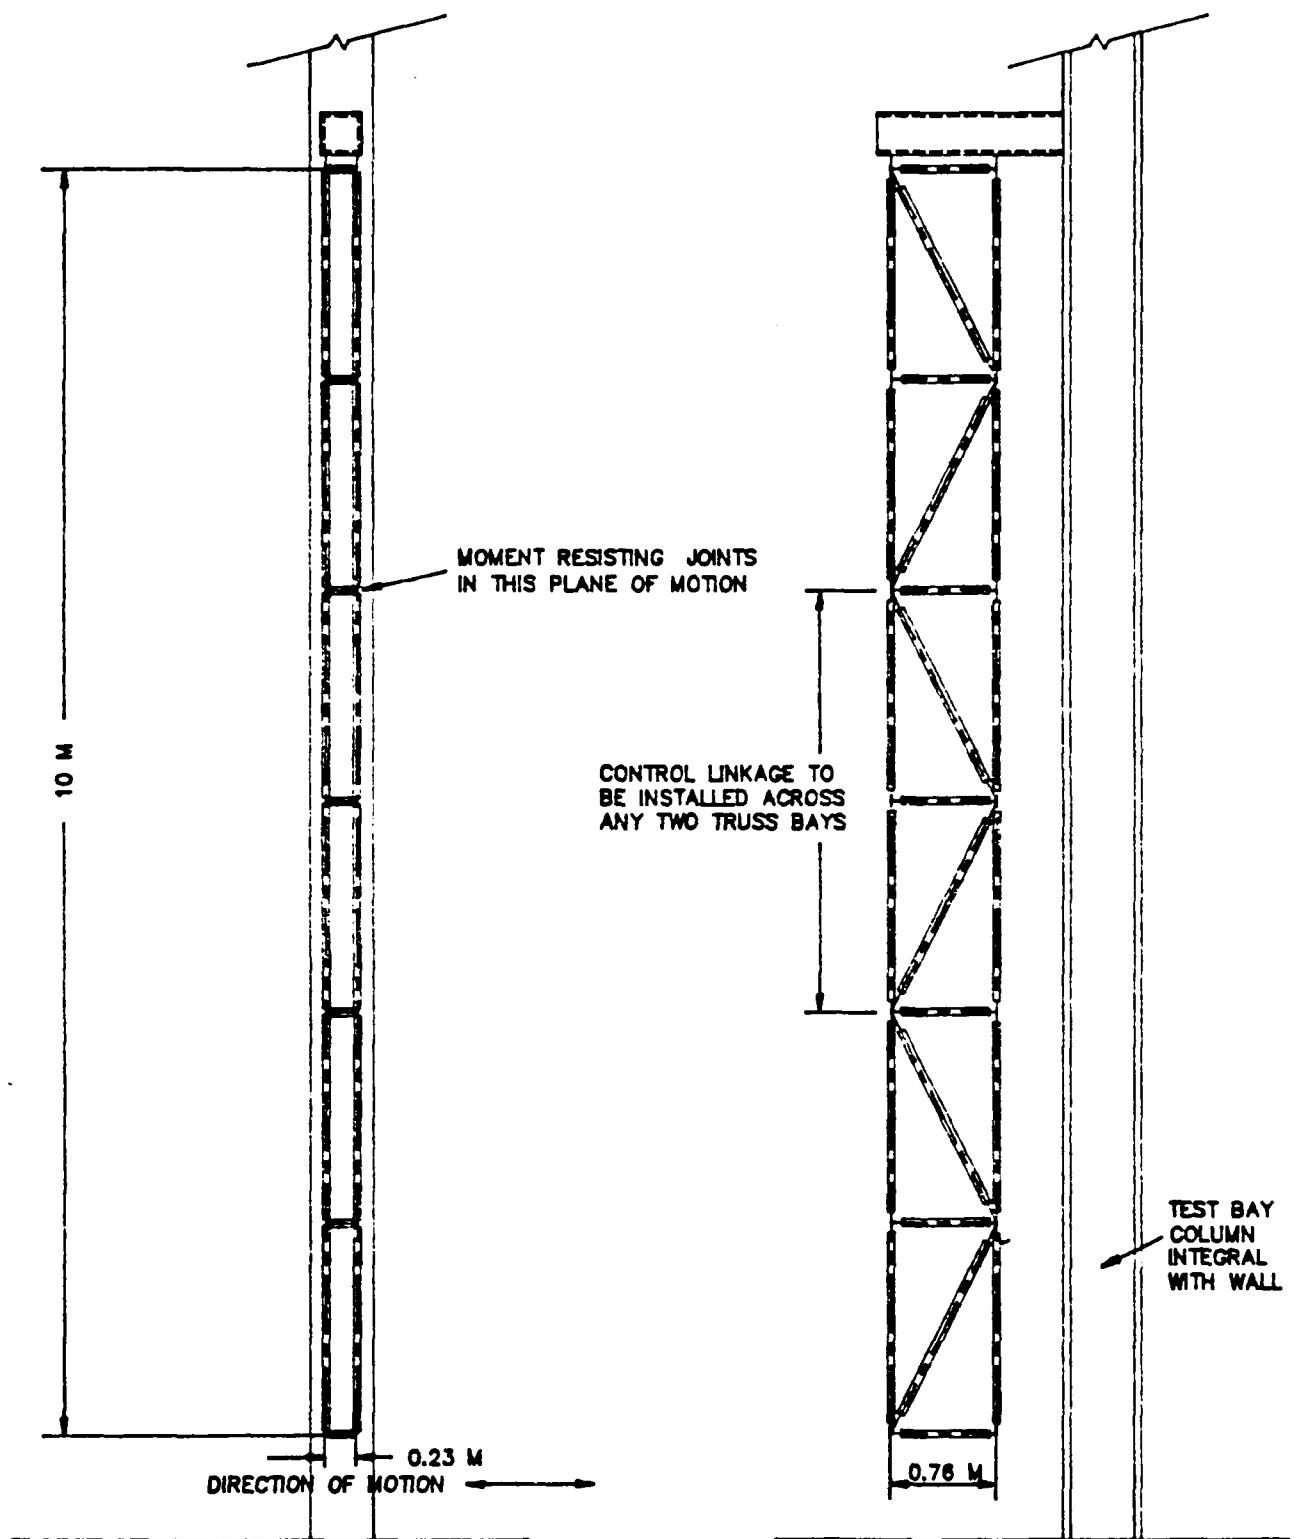 MOMENT RESISTING JOINTS
IN THIS PLANE OF MOTION
10 M
CONTROL LINKAGE TO
BE INSTALLED ACROSS
ANY TWO TRUSS BAYS
TEST BAY
COLUMN
INTEGRAL
WITH WALL
0.23 M
DIRECTION OF MOTION
0.76 M